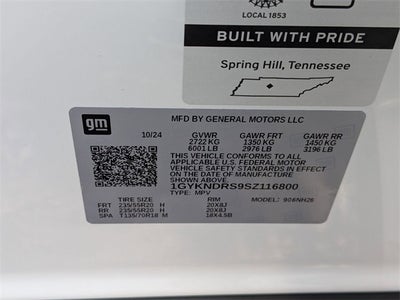 LOCAL 1853
BUILT WITH PRIDE
Spring Hill, Tennessee
gm
MFD BY GENERAL MOTORS LLC
10/24 GVWR GAWR FRT GAWR RR
2722 KG 1350 KG 1450 KG
6001 LB 2976 LB 3196 LB
THIS VEHICLE CONFORMS TO ALL
APPLICABLE U.S. FEDERAL MOTOR
VEHICLE SAFETY STANDARDS IN EFFECT
ON THE DATE OF MANUFACTURE SHOWN ABOVE.
1GYKNDRS9SZ116800
TYPE: MPV MODEL: 906NH26
TIRE SIZE RIM
FRT 235/55R20 H 20X8J
RR 235/55R20 H 20X8J
SPA T135/70R18 M 18X4.5B